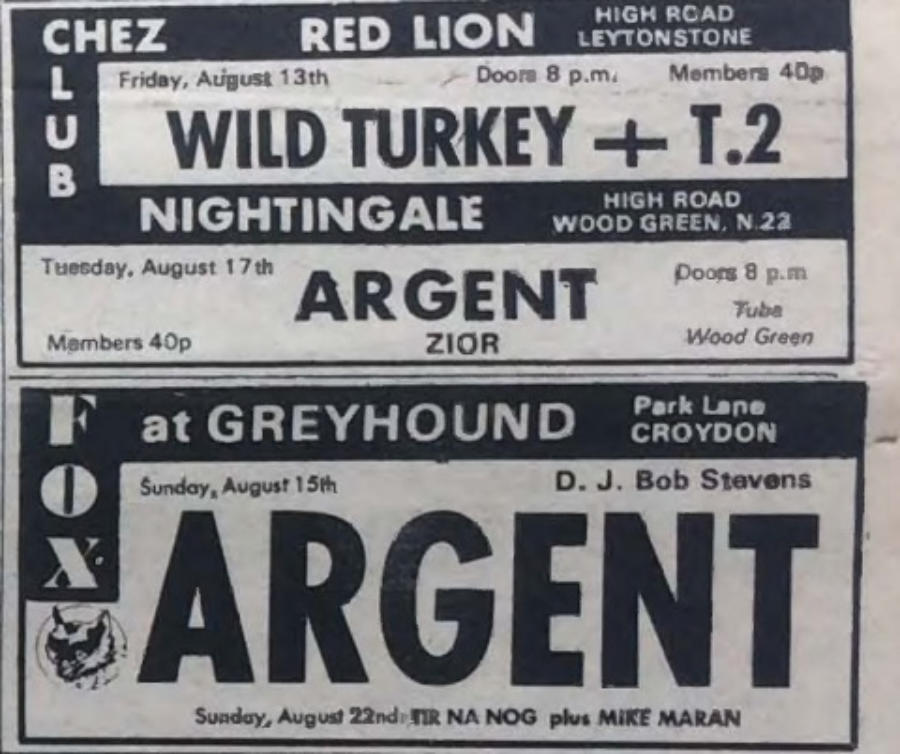 CHEZ RED LION HIGH ROAD
LEYTONSTONE
CLUB
Friday, August 13th Doors 8 p.m. Members 40p
WILD TURKEY + T.2
NIGHTINGALE HIGH ROAD
WOOD GREEN, N.22
Tuesday, August 17th ARGENT Doors 8 p.m
Tube
Members 40p ZIOR Wood Green
FOX
at GREYHOUND Park Lane
CROYDON
Sunday, August 15th D. J. Bob Stevens
ARGENT
Sunday, August 22nd: TIR NA NOG plus MIKE MARAN